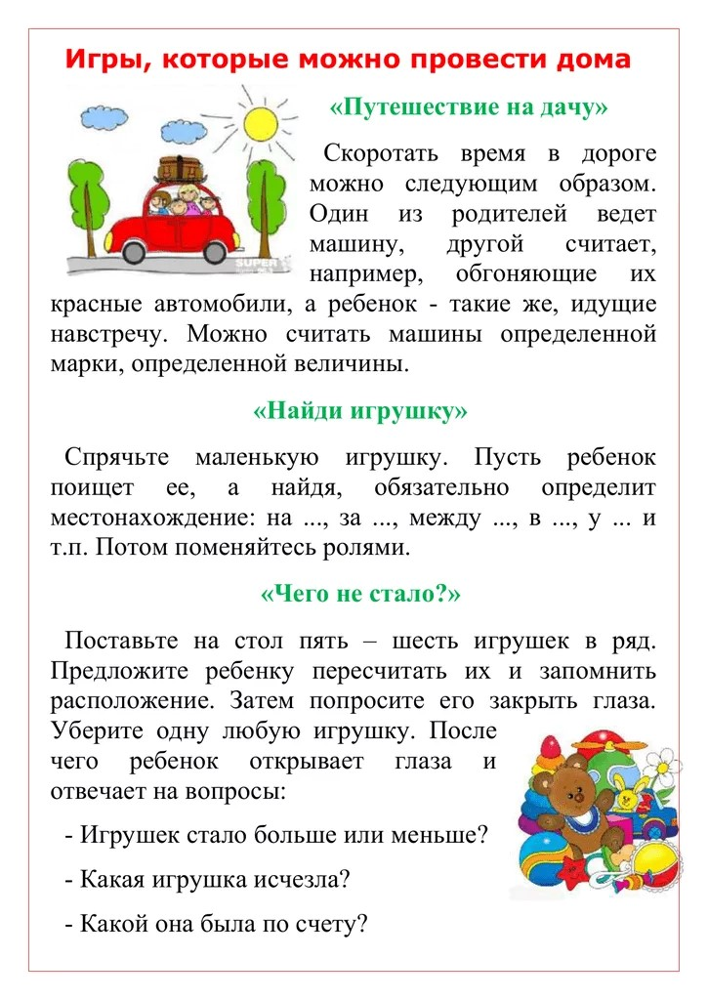 Игры, которые можно провести дома
«Путешествие на дачу»
Скоротать время в дороге
можно следующим образом.
Один из родителей ведет
машину, другой считает,
например, обгоняющие их
красные автомобили, а ребенок - такие же, идущие
навстречу. Можно считать машины определенной
марки, определенной величины.
SUPER
«Найди игрушку»
Спрячьте маленькую игрушку. Пусть ребенок
поищет ее, а найдя, обязательно определит
местонахождение: на ..., за ..., между ..., в ..., у ... и
т.п. Потом поменяйтесь ролями.
«Чего не стало?»
Поставьте на стол пять – шесть игрушек в ряд.
Предложите ребенку пересчитать их и запомнить
расположение. Затем попросите его закрыть глаза.
Уберите одну любую игрушку. После
чего ребенок открывает глаза и
отвечает на вопросы:
- Игрушек стало больше или меньше?
- Какая игрушка исчезла?
- Какой она была по счету?